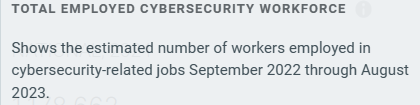 TOTAL EMPLOYED CYBERSECURITY WORKFORCE
Shows the estimated number of workers employed in
cybersecurity-related jobs September 2022 through August
2023.